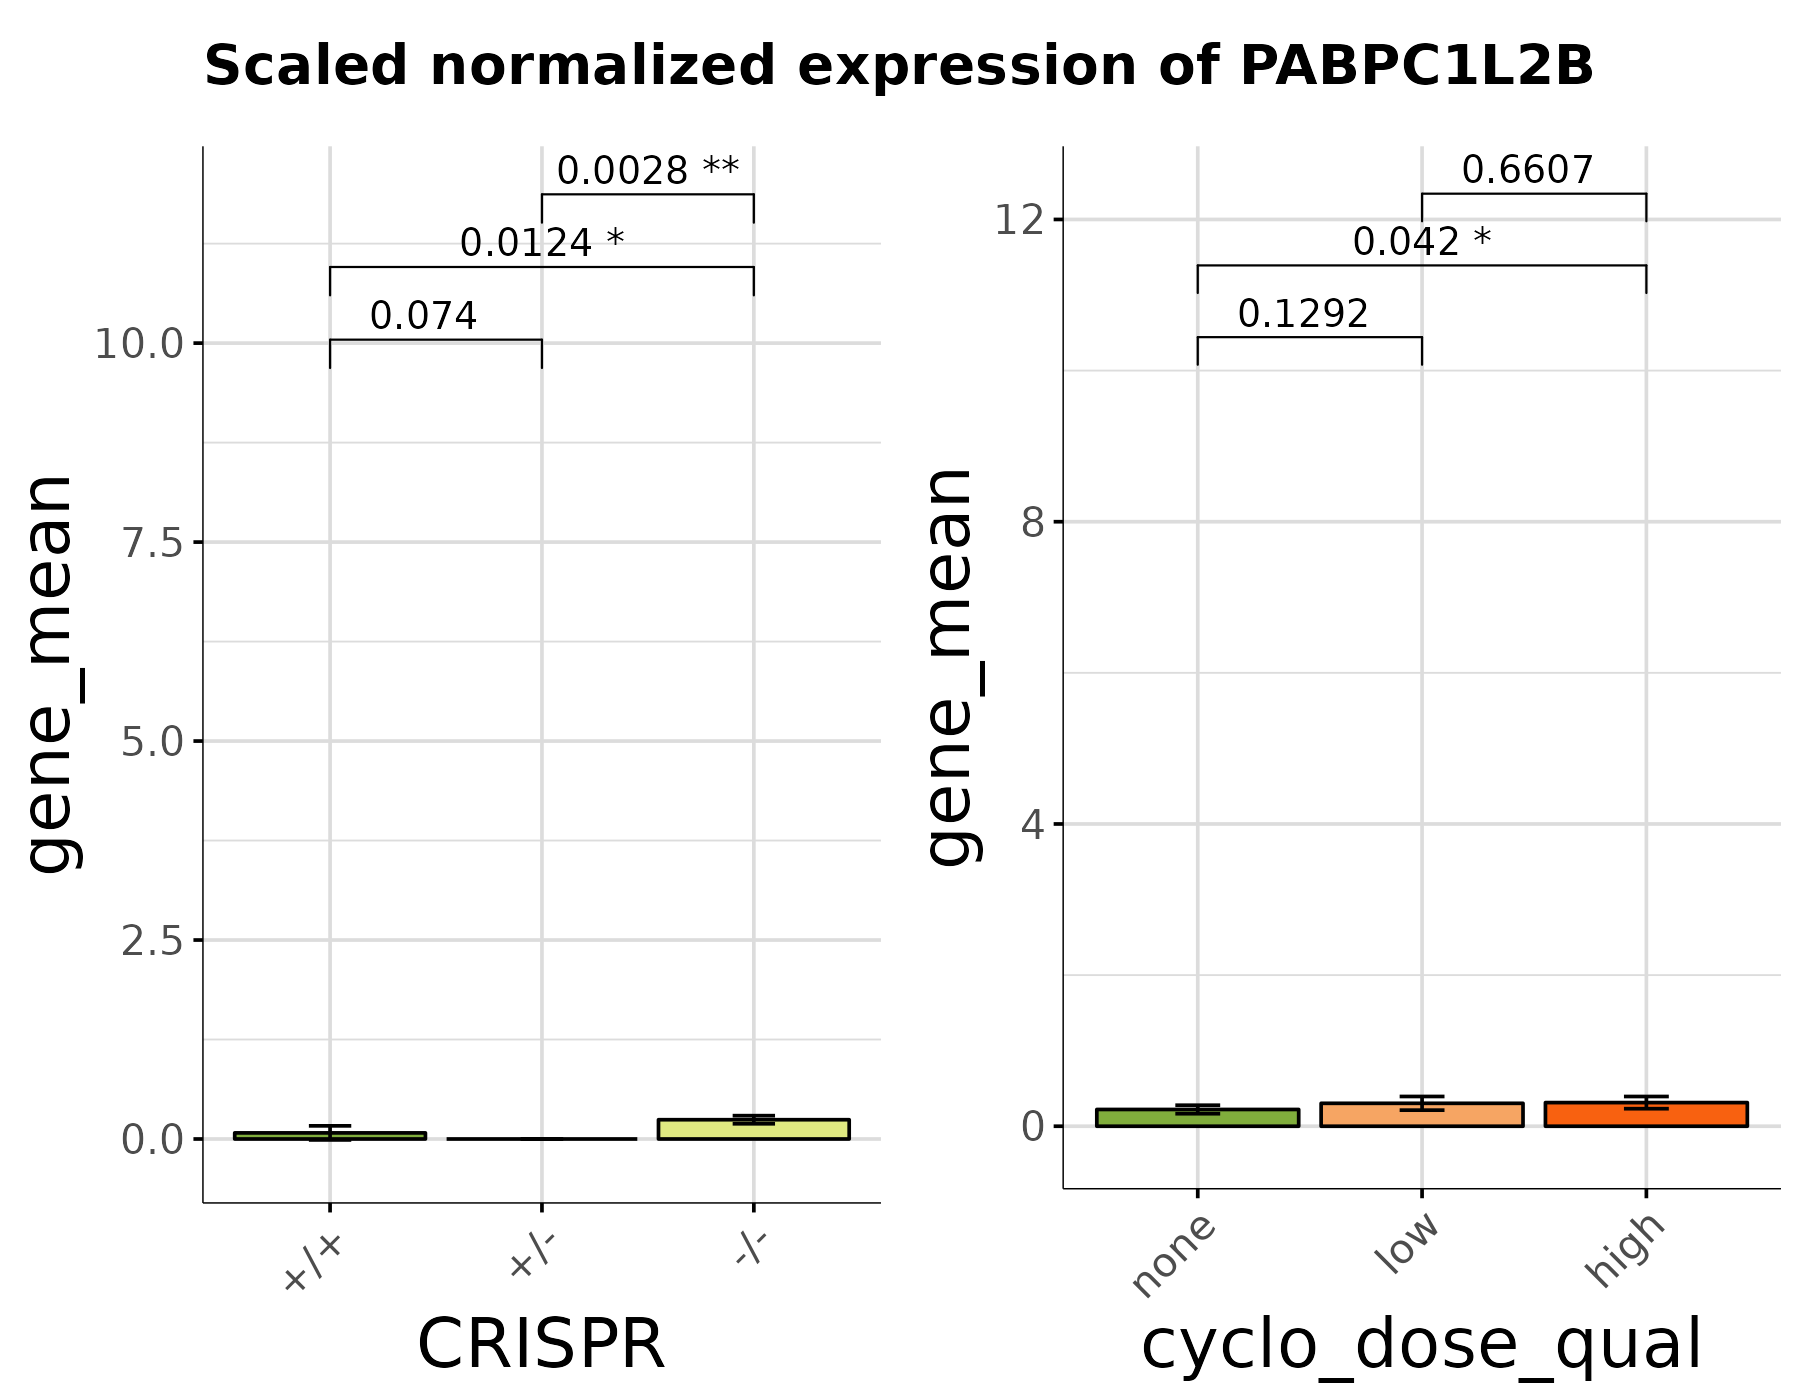 Scaled normalized expression of PABPC1L2B
gene_mean
10.0
7.5
5.0
2.5
0.0
0.0028 **
0.0124 *
0.074
+/+
+/-
-/-
CRISPR
gene_mean
12
8
4
0
0.6607
0.042 *
0.1292
none
low
high
cyclo_dose_qual